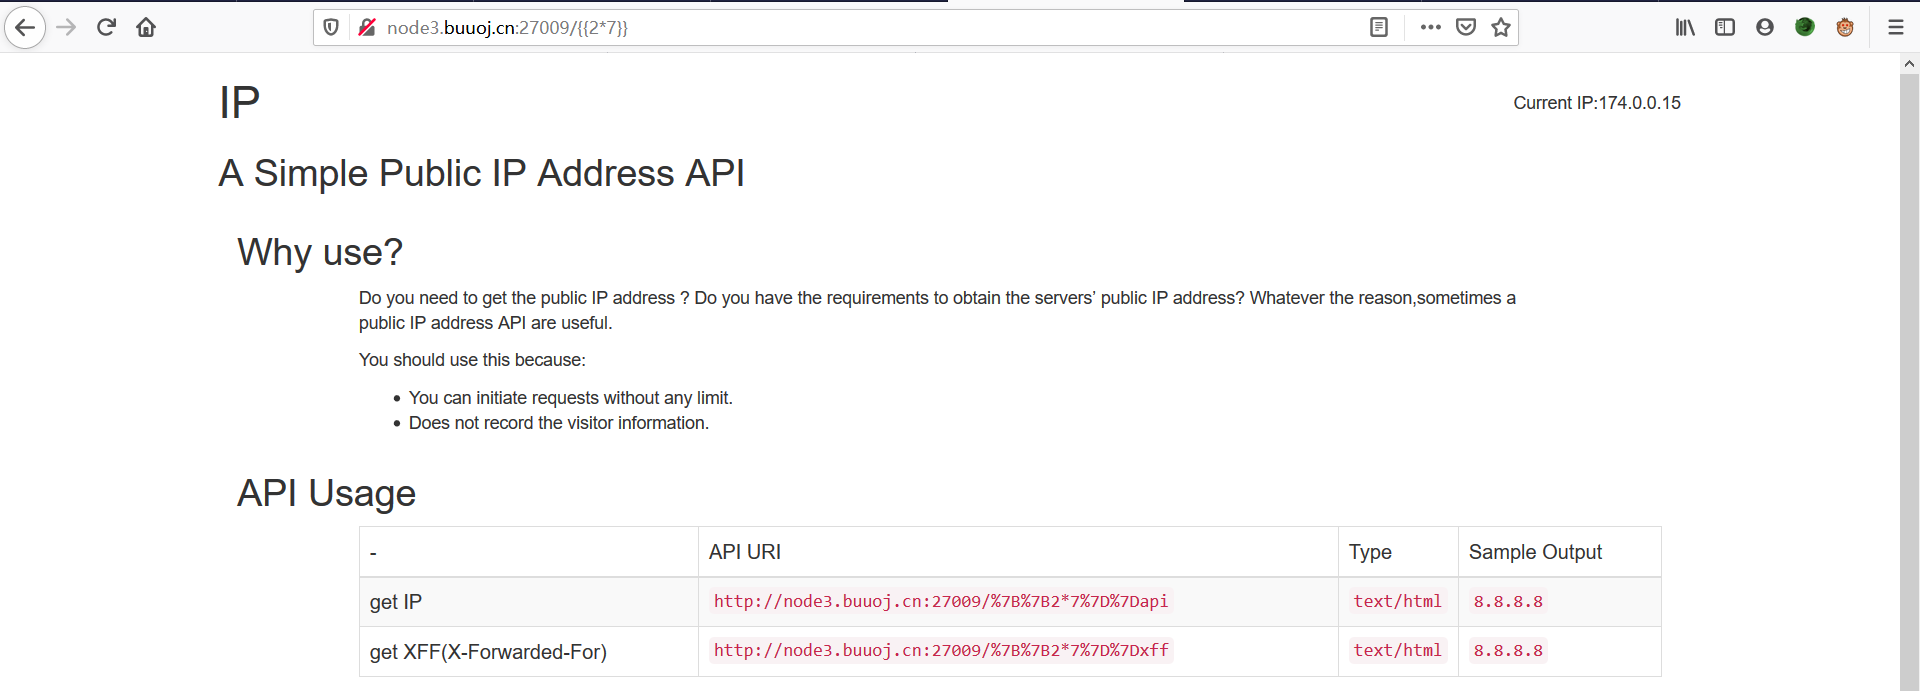 node3.buuoj.cn:27009/{{2*7}}
IP
Current IP:174.0.0.15
A Simple Public IP Address API
Why use?
Do you need to get the public IP address ? Do you have the requirements to obtain the servers’ public IP address? Whatever the reason,sometimes a
public IP address API are useful.
You should use this because:
You can initiate requests without any limit.
Does not record the visitor information.
API Usage
- API URI Type Sample Output
get IP http://node3.buuoj.cn:27009/%7B%7B2*7%7D%7Dapi text/html 8.8.8.8
get XFF(X-Forwarded-For) http://node3.buuoj.cn:27009/%7B%7B2*7%7D%7Dxff text/html 8.8.8.8